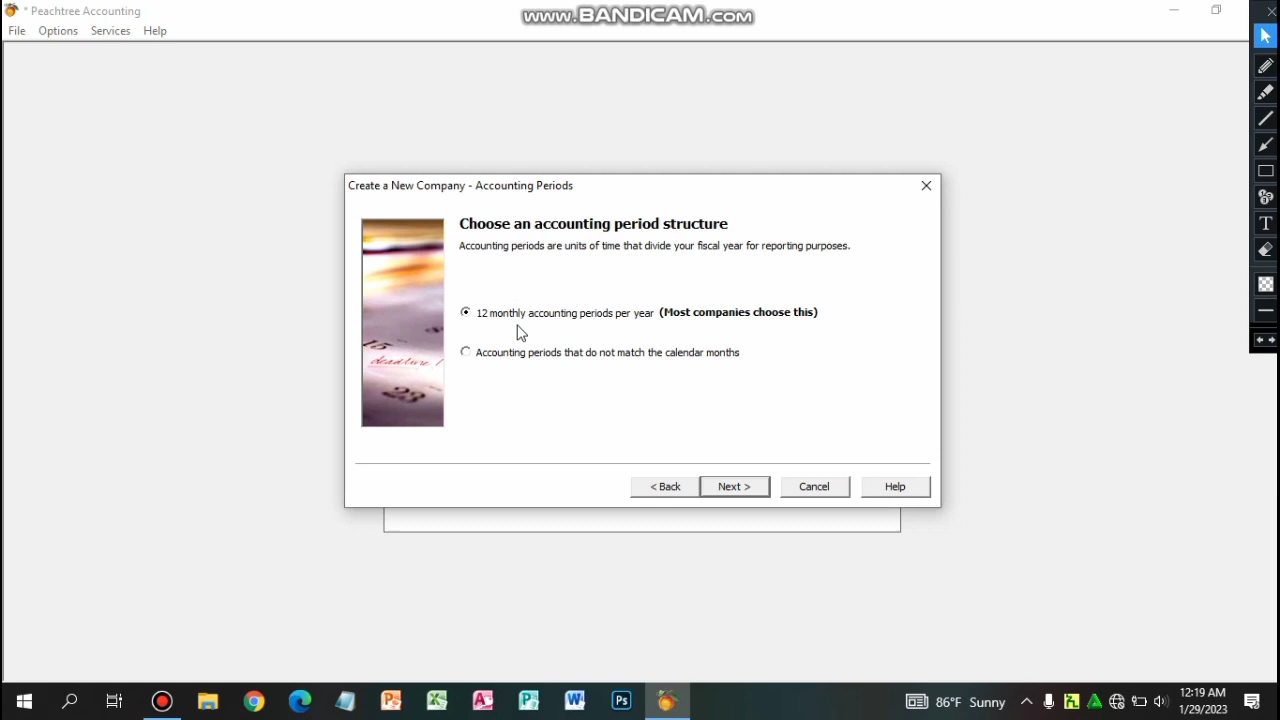 * Peachtree Accounting
www.BANDICAM.com
File Options Services Help
Create a New Company - Accounting Periods
Choose an accounting period structure
Accounting periods are units of time that divide your fiscal year for reporting purposes.
12 monthly accounting periods per year (Most companies choose this)
Accounting periods that do not match the calendar months
15
deadline!
23
< Back Next > Cancel Help
86°F Sunny
12:19 AM
1/29/2023